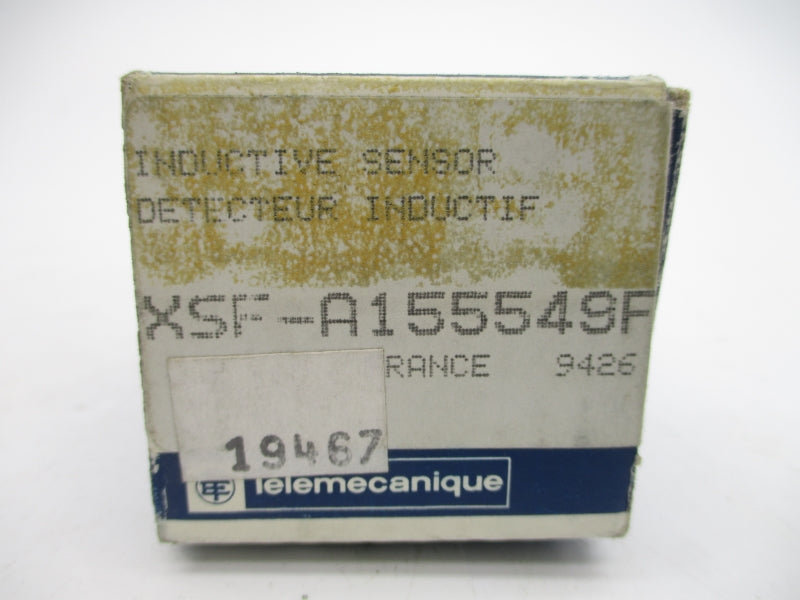 INDUCTIVE SENSOR
DETECTEUR INDUCTIF
XSF-A155549F
RANCE 9426
19467
Telemecanique